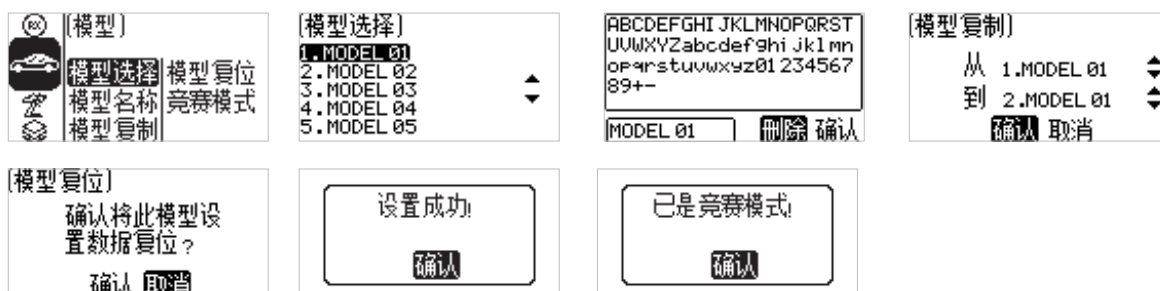 RX
[模型]
模型选择 模型复位
模型名称 竞赛模式
模型复制
[模型选择]
1.MODEL 01
2.MODEL 02
3.MODEL 03
4.MODEL 04
5.MODEL 05
ABCDEFGHIJKLMNOPQRST
UVWXYZabcdefghijklmn
opqrstuvwxyz01234567
89+-
MODEL 01 删除 确认
[模型复制]
从 1.MODEL 01
到 2.MODEL 01
确认 取消
[模型复位]
确认将此模型设
置数据复位?
确认 取消
设置成功!
确认
已是竞赛模式!
确认